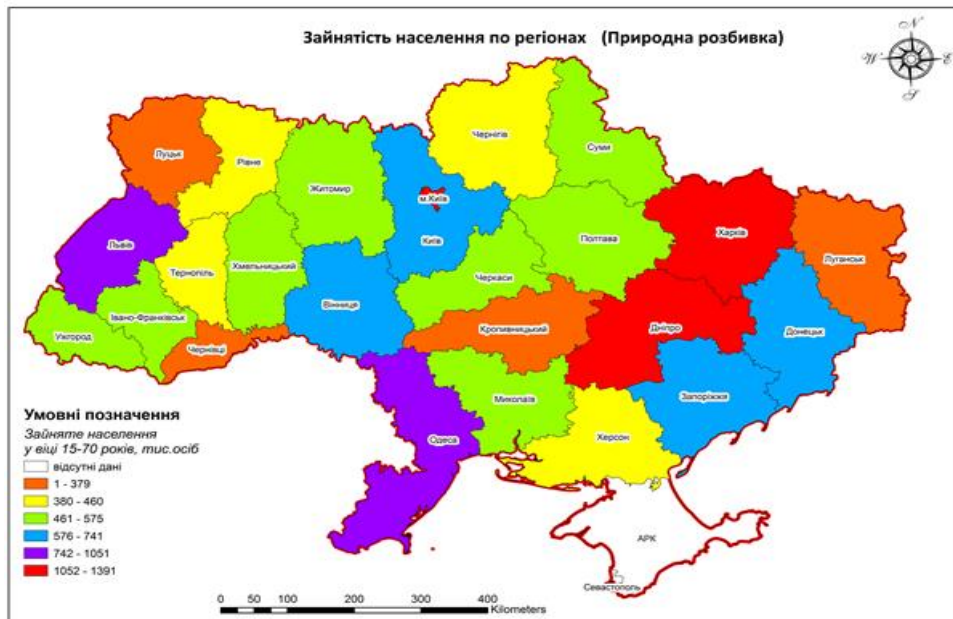 Зайнятість населення по регіонах (Природна розбивка)
N
W
E
S
Луцьк
Рівне
Чернігів
Суми
Житомир
м.Київ
Київ
Львів
Тернопіль
Хмельницький
Полтава
Харків
Луганськ
Черкаси
Вінниця
Івано-Франківськ
Ужгород
Чернівці
Кропивницький
Дніпро
Донецьк
Запоріжжя
Миколаїв
Одеса
Херсон
АРК
Севастополь
Умовні позначення
Зайняте населення
у віці 15-70 років, тис.осіб
відсутні дані
1 - 379
380 - 460
461 - 575
576 - 741
742 - 1051
1052 - 1391
0 50 100 200 300 400
Kilometers